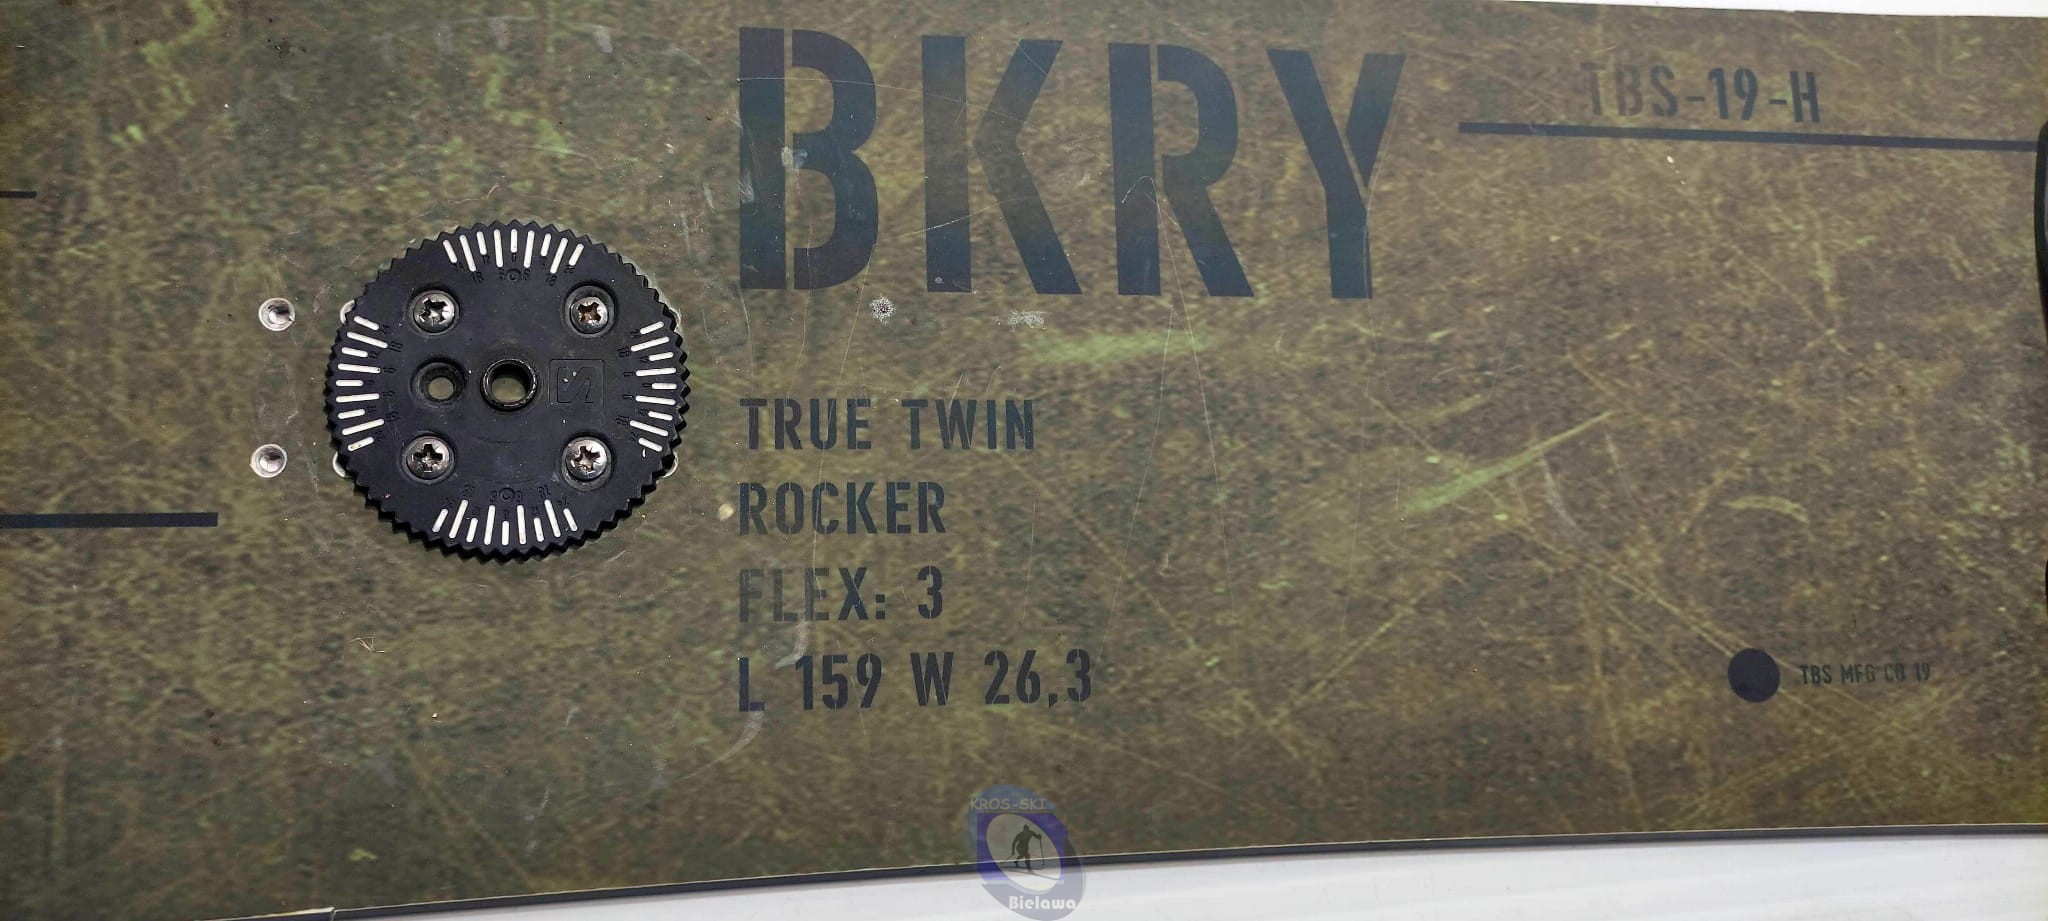 BKRY
TBS-19-H
TRUE TWIN
ROCKER
FLEX: 3
L 159 W 26,3
TBS MFG CO 19
KROS-SKI
Bielawa